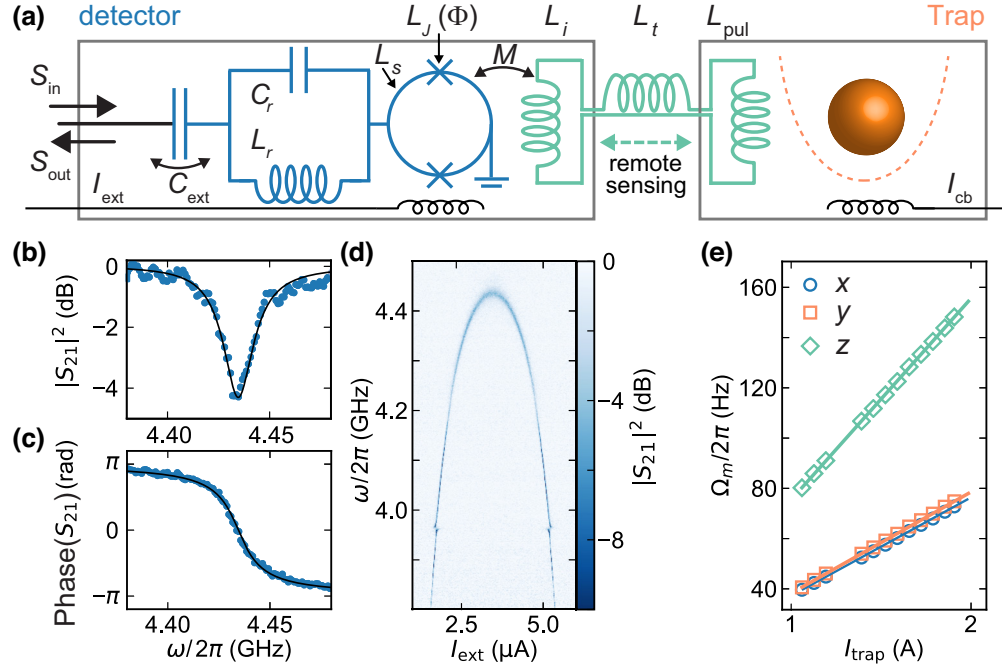 (a) detector L_J (Φ) L_i L_t L_pul Trap
S_in L_s M
C_r
L_r
S_out remote
sensing
I_ext C_ext I_cb
(b)
|S_21|^2 (dB)
0
−2
−4
4.40 4.45
(c)
Phase(S_21) (rad)
π
0
−π
4.40 4.45
ω/2π (GHz)
(d)
ω/2π (GHz)
4.4
4.2
4.0
2.5 5.0
I_ext (μA)
0
−4
−8
|S_21|^2 (dB)
(e)
Ω_m/2π (Hz)
160
120
80
40
x
y
z
1 2
I_trap (A)